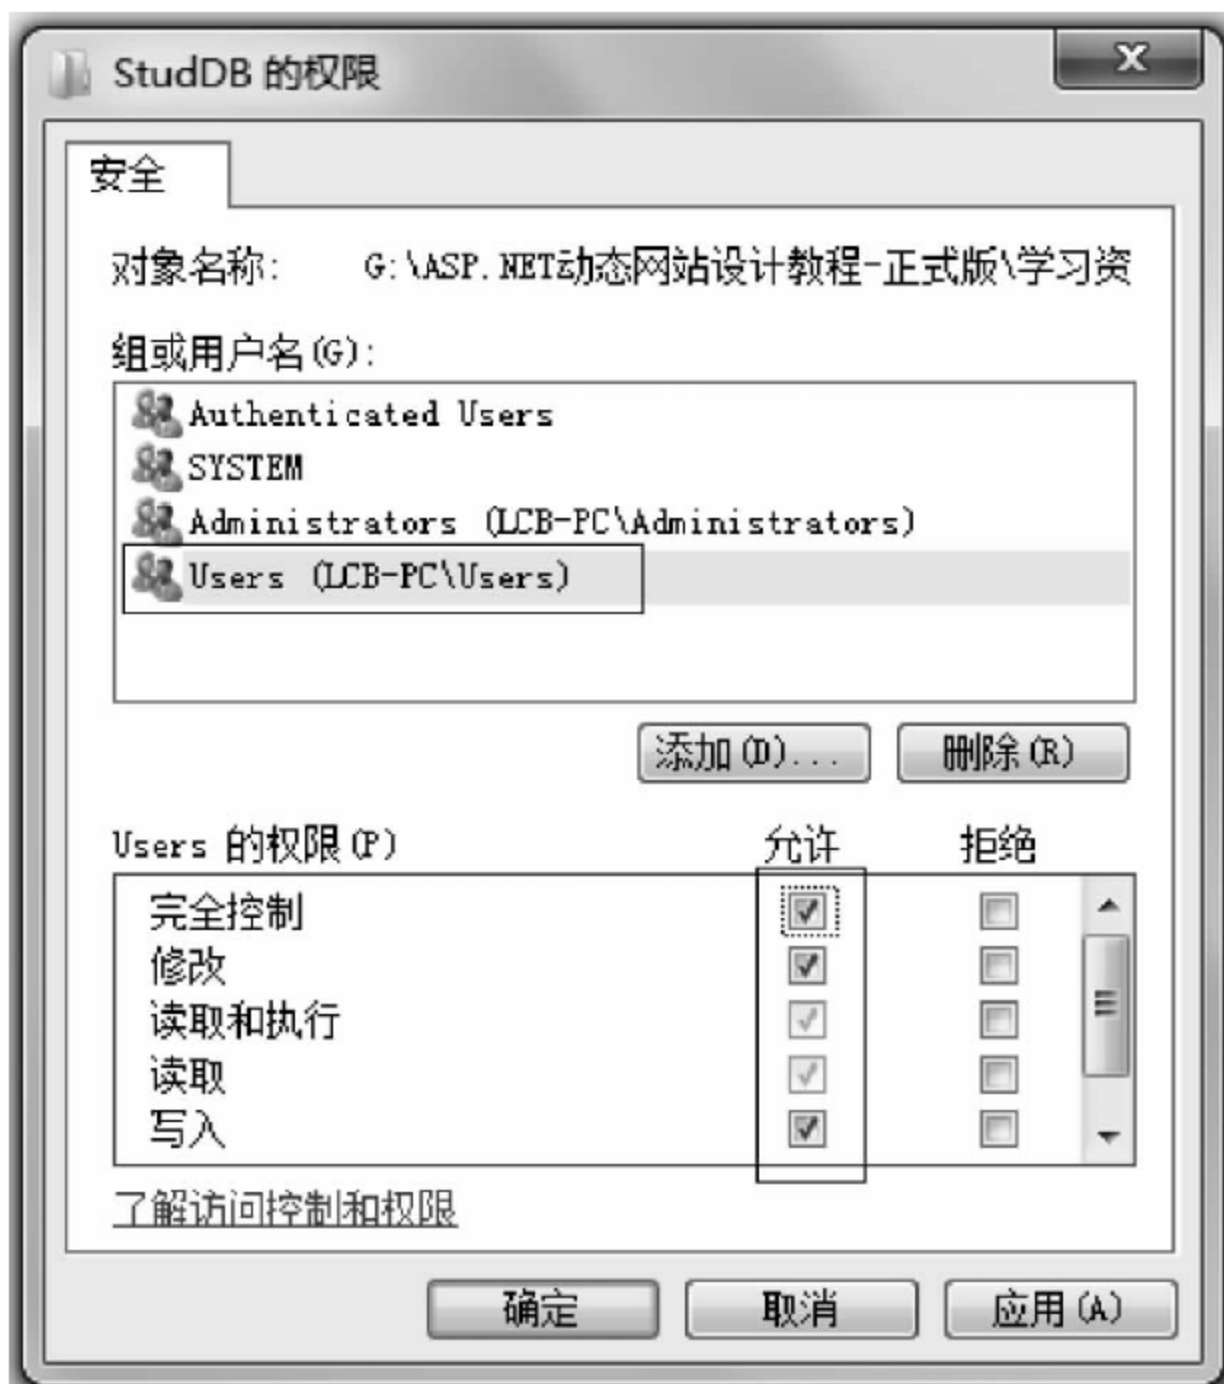 StudDB 的权限
安全
对象名称: G:\ASP.NET动态网站设计教程-正式版\学习资
组或用户名(G):
Authenticated Users
SYSTEM
Administrators (LCB-PC\Administrators)
Users (LCB-PC\Users)
添加(D)... 删除(R)
Users 的权限(P) 允许 拒绝
完全控制
修改
读取和执行
读取
写入
了解访问控制和权限
确定 取消 应用(A)